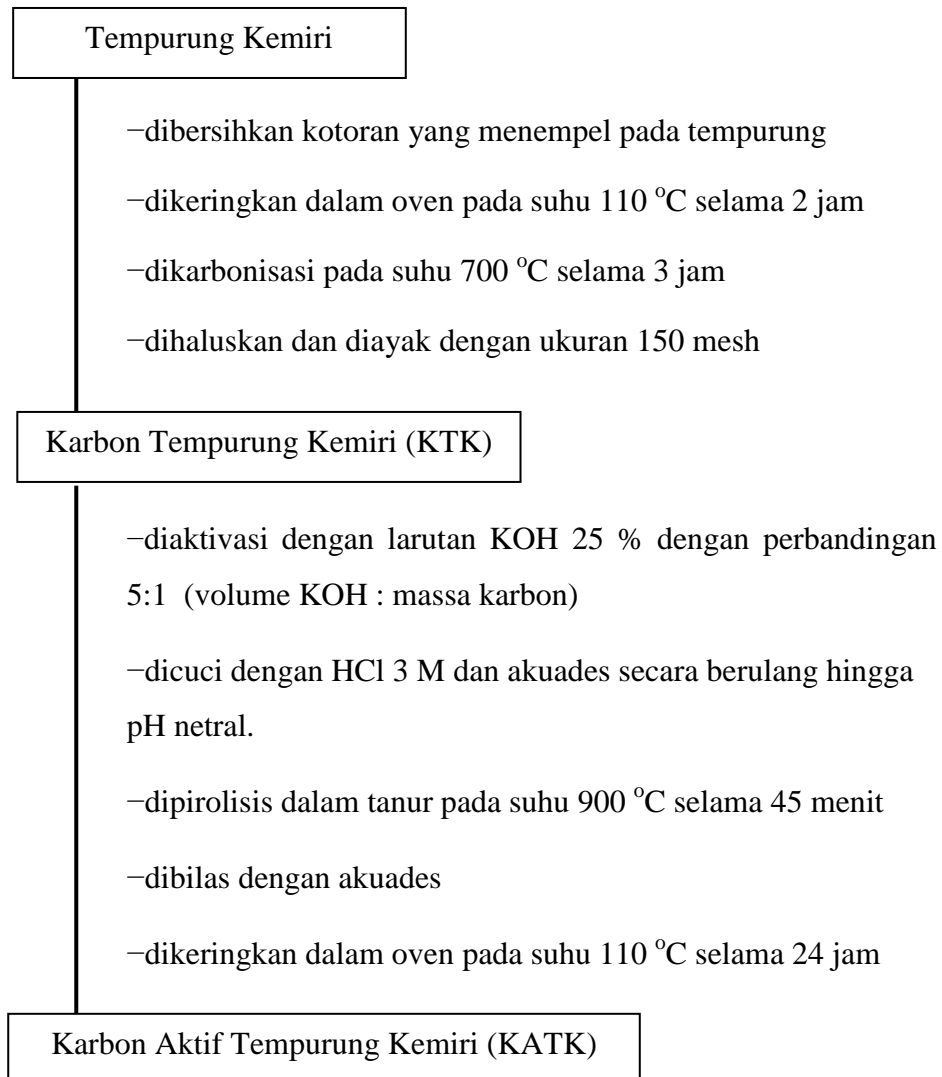 Tempurung Kemiri
−dibersihkan kotoran yang menempel pada tempurung
−dikeringkan dalam oven pada suhu 110 °C selama 2 jam
−dikarbonisasi pada suhu 700 °C selama 3 jam
−dihaluskan dan diayak dengan ukuran 150 mesh
Karbon Tempurung Kemiri (KTK)
−diaktivasi dengan larutan KOH 25 % dengan perbandingan
5:1 (volume KOH : massa karbon)
−dicuci dengan HCl 3 M dan akuades secara berulang hingga
pH netral.
−dipirolisis dalam tanur pada suhu 900 °C selama 45 menit
−dibilas dengan akuades
−dikeringkan dalam oven pada suhu 110 °C selama 24 jam
Karbon Aktif Tempurung Kemiri (KATK)